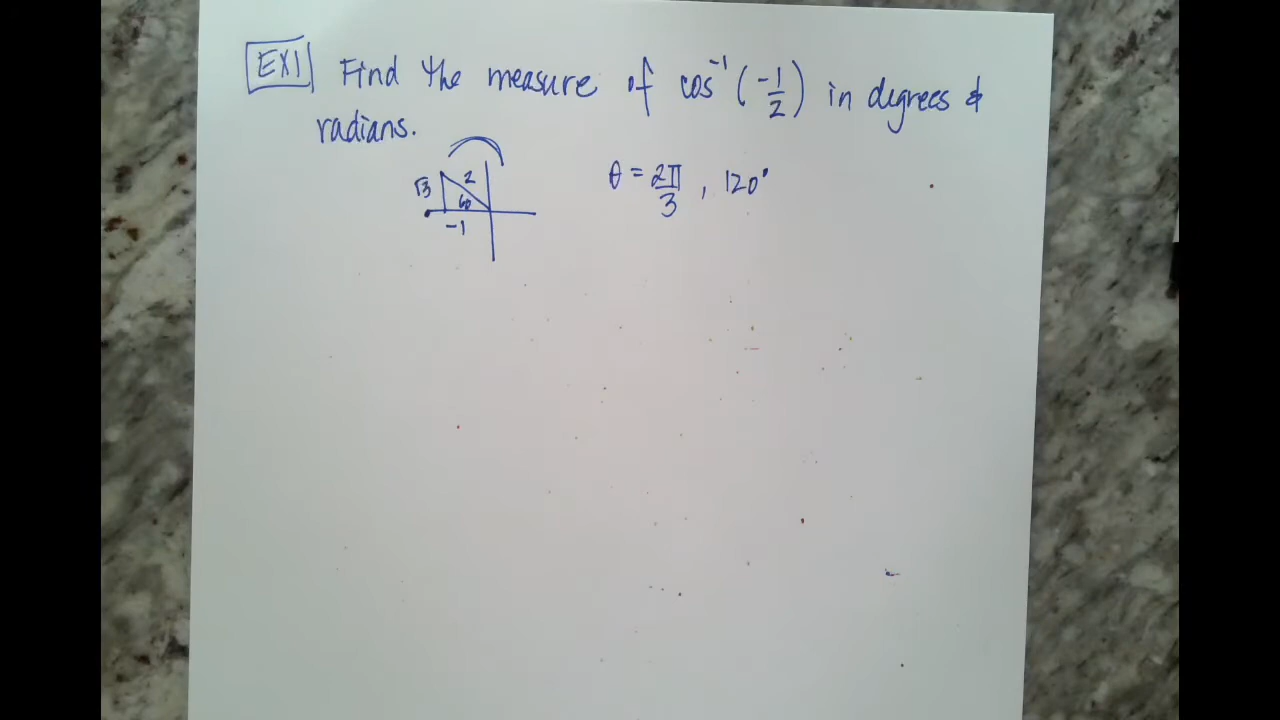 EX1 Find the measure of cos⁻¹(-1/2) in degrees &
radians.
√3 2 60 -1
θ = 2π/3 , 120°